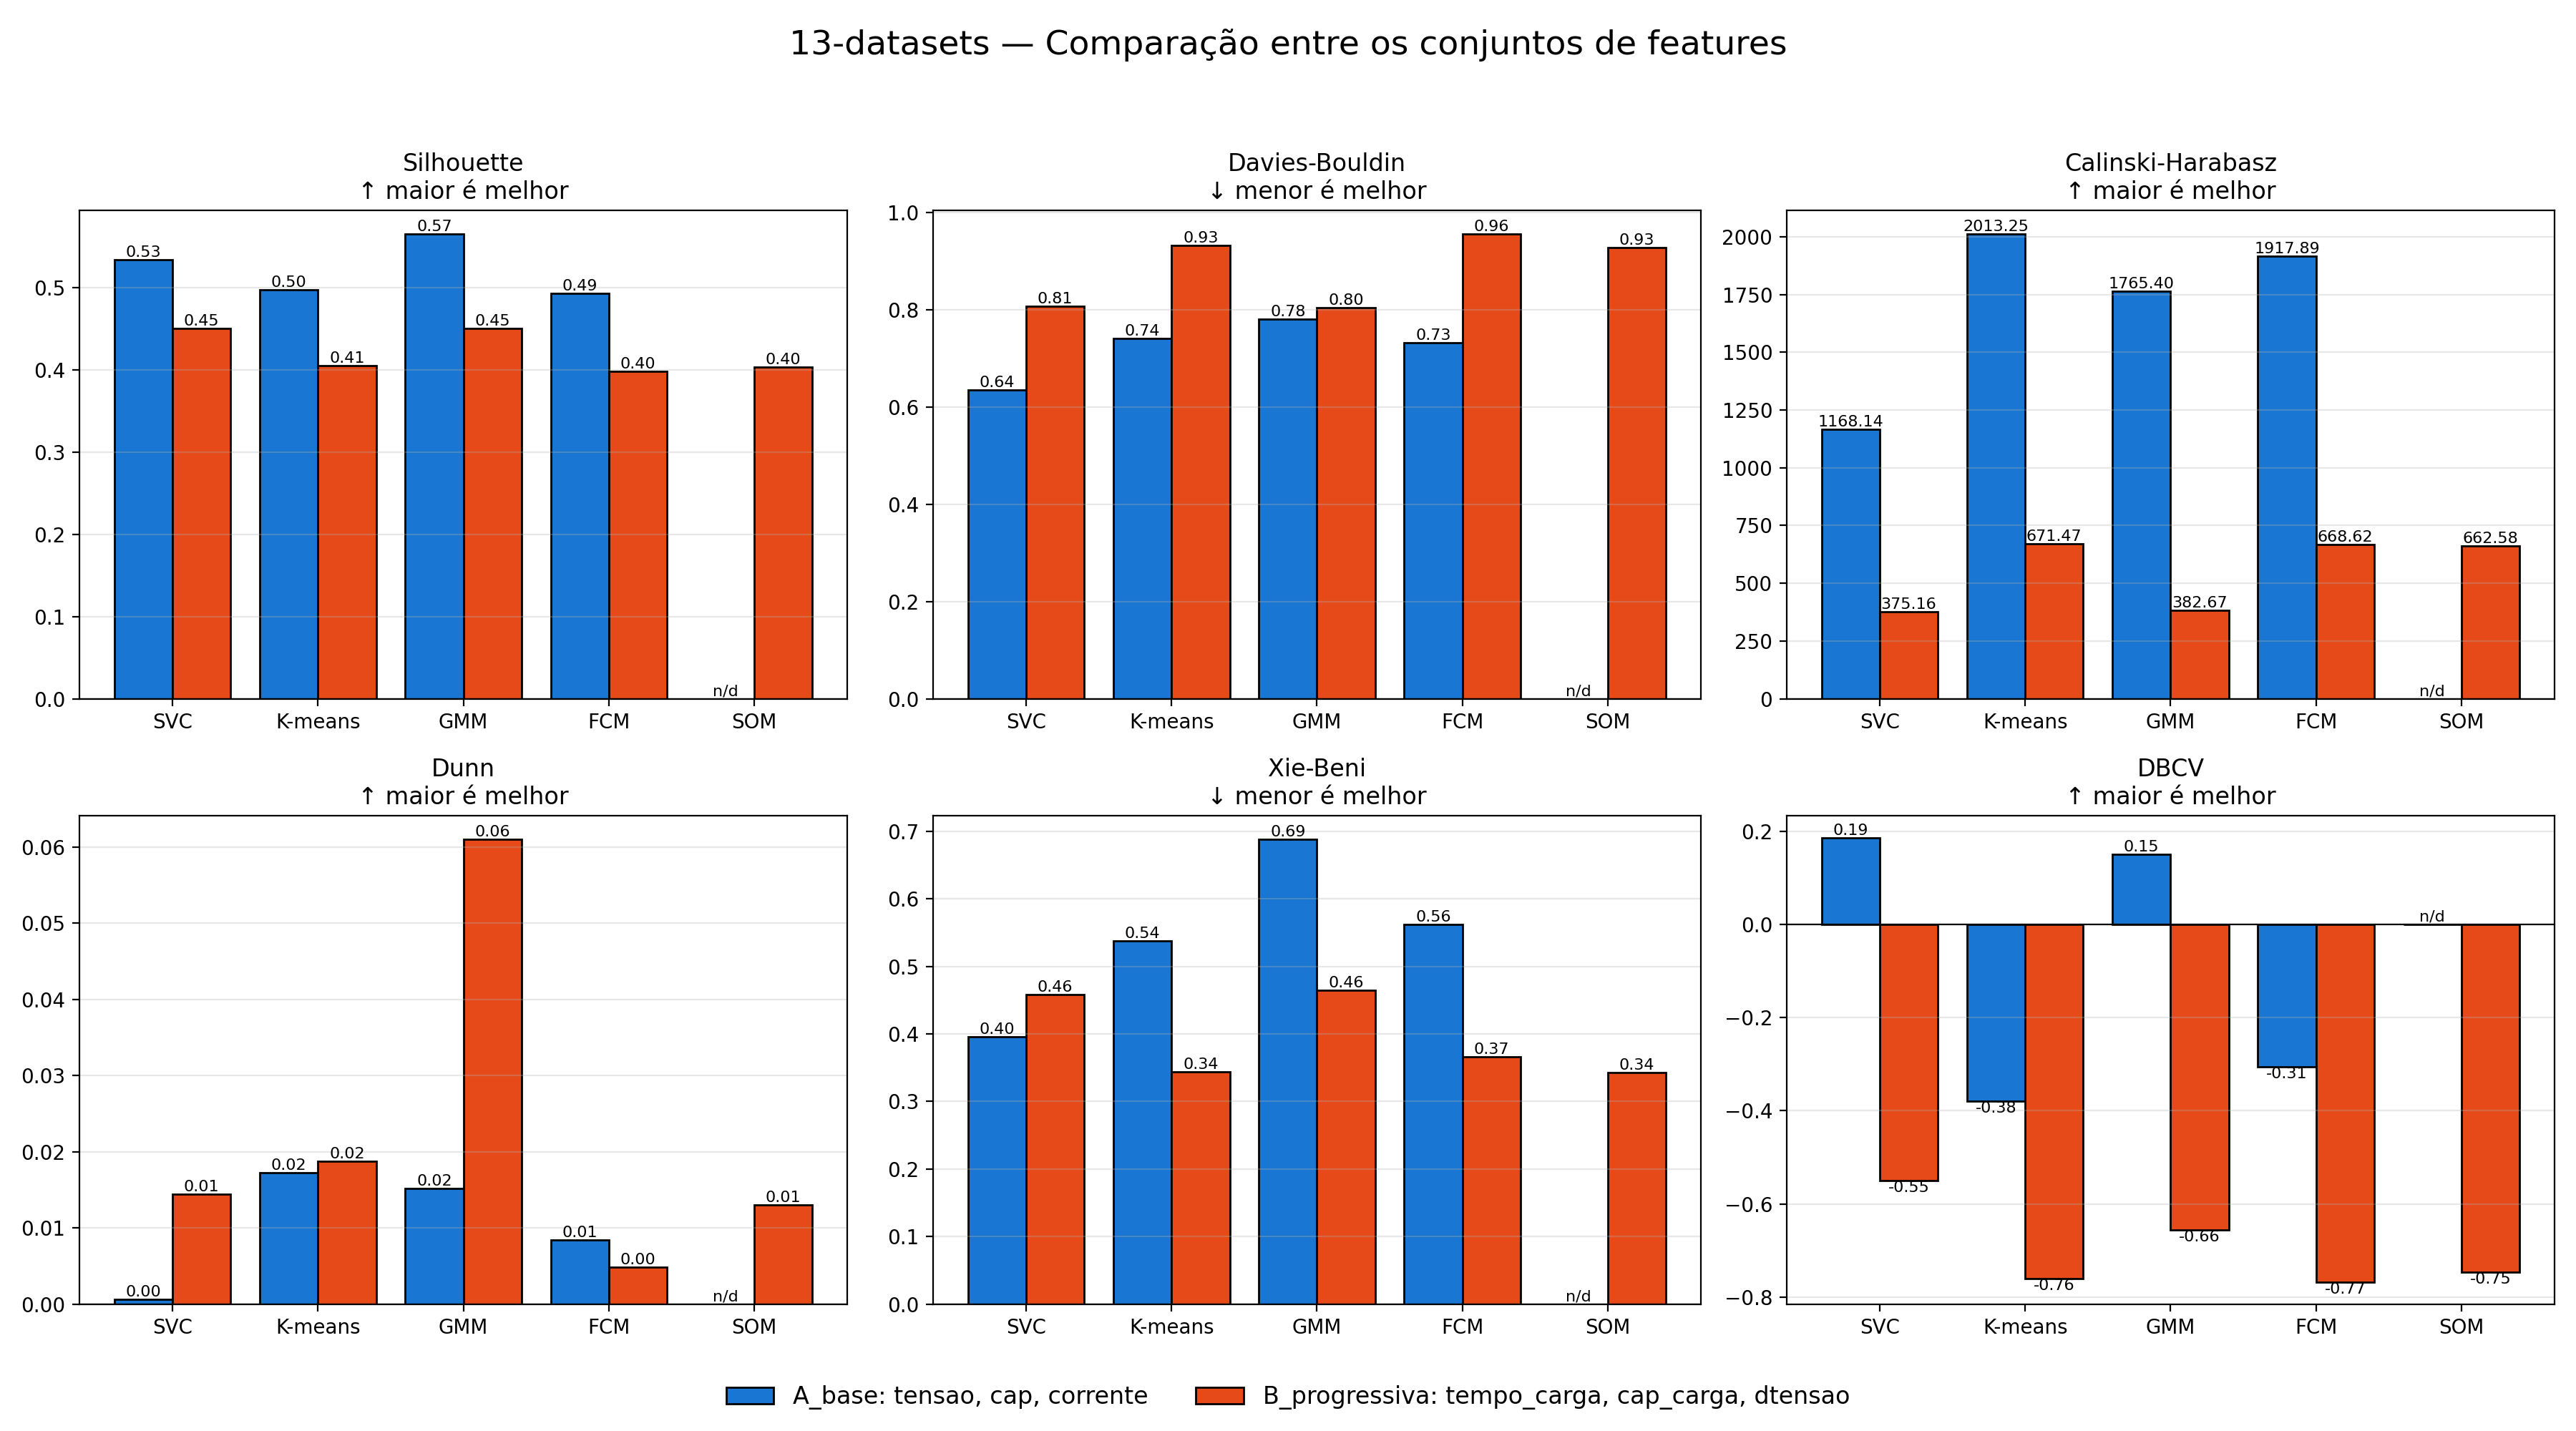 13-datasets — Comparação entre os conjuntos de features
Silhouette
↑ maior é melhor
0.5
0.4
0.3
0.2
0.1
0.0
0.53
0.45
0.50
0.41
0.57
0.45
0.49
0.40
n/d
0.40
SVC
K-means
GMM
FCM
SOM
Davies-Bouldin
↓ menor é melhor
1.0
0.8
0.6
0.4
0.2
0.0
0.64
0.81
0.74
0.93
0.78
0.80
0.73
0.96
n/d
0.93
SVC
K-means
GMM
FCM
SOM
Calinski-Harabasz
↑ maior é melhor
2000
1750
1500
1250
1000
750
500
250
0
1168.14
375.16
2013.25
671.47
1765.40
382.67
1917.89
668.62
n/d
662.58
SVC
K-means
GMM
FCM
SOM
Dunn
↑ maior é melhor
0.06
0.05
0.04
0.03
0.02
0.01
0.00
0.00
0.01
0.02
0.02
0.02
0.06
0.01
0.00
n/d
0.01
SVC
K-means
GMM
FCM
SOM
Xie-Beni
↓ menor é melhor
0.7
0.6
0.5
0.4
0.3
0.2
0.1
0.0
0.40
0.46
0.54
0.34
0.69
0.46
0.56
0.37
n/d
0.34
SVC
K-means
GMM
FCM
SOM
DBCV
↑ maior é melhor
0.2
0.0
−0.2
−0.4
−0.6
−0.8
0.19
-0.55
-0.38
-0.76
0.15
-0.66
-0.31
-0.77
n/d
-0.75
SVC
K-means
GMM
FCM
SOM
A_base: tensao, cap, corrente
B_progressiva: tempo_carga, cap_carga, dtensao